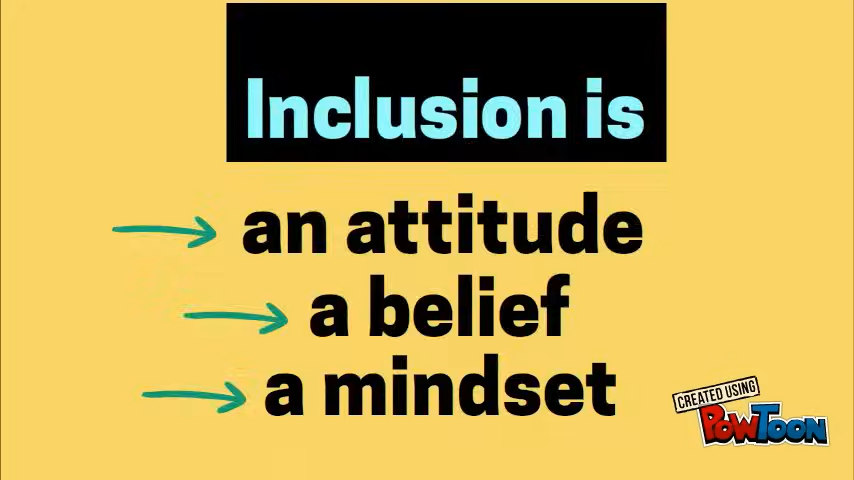 Inclusion is
an attitude
a belief
a mindset
CREATED USING
POWTOON